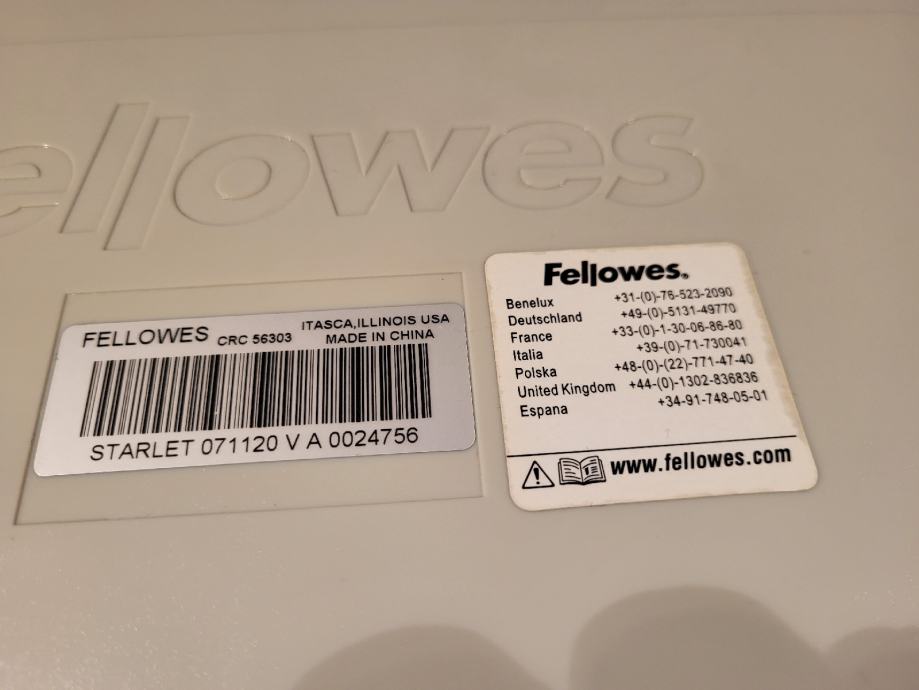 ellowes
FELLOWES CRC 56303 ITASCA,ILLINOIS USA
MADE IN CHINA
STARLET 071120 V A 0024756
Fellowes®
Benelux +31-(0)-76-523-2090
Deutschland +49-(0)-5131-49770
France +33-(0)-1-30-06-86-80
Italia +39-(0)-71-730041
Polska +48-(0)-(22)-771-47-40
United Kingdom +44-(0)-1302-836836
Espana +34-91-748-05-01
www.fellowes.com